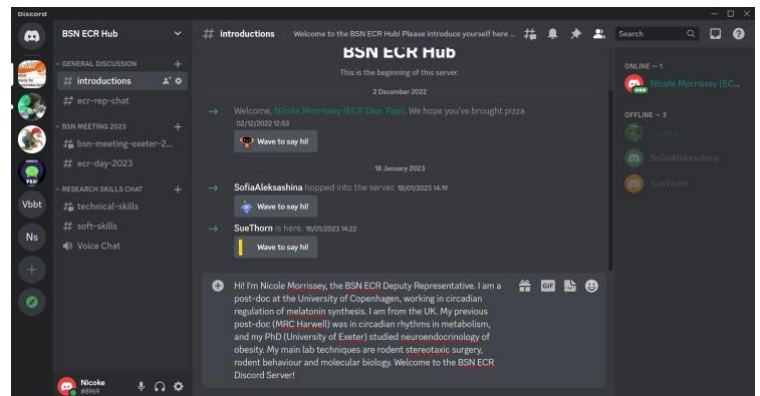 Discord
BSN ECR Hub
# introductions Welcome to the BSN ECR Hub! Please introduce yourself here ...
Search
GENERAL DISCUSSION
introductions
ecr-rep-chat
BSN MEETING 2023
bsn-meeting-exeter-2...
ecr-day-2023
RESEARCH SKILLS CHAT
technical-skills
soft-skills
Voice Chat
Vbbt
Ns
Nicoke
#8969
BSN ECR Hub
This is the beginning of this server.
2 December 2022
Welcome, Nicole Morrissey (ECR Dep. Rep). We hope you've brought pizza.
02/12/2022 12:53
Wave to say hi!
18 January 2023
SofiaAleksashina hopped into the server. 18/01/2023 14:19
Wave to say hi!
SueThorn is here. 18/01/2023 14:22
Wave to say hi!
Hi! I'm Nicole Morrissey, the BSN ECR Deputy Representative. I am a
post-doc at the University of Copenhagen, working in circadian
regulation of melatonin synthesis. I am from the UK. My previous
post-doc (MRC Harwell) was in circadian rhythms in metabolism,
and my PhD (University of Exeter) studied neuroendocrinology of
obesity. My main lab techniques are rodent stereotaxic surgery,
rodent behaviour and molecular biology. Welcome to the BSN ECR
Discord Server!
GIF
ONLINE — 1
Nicole Morrissey (EC...
OFFLINE — 3
SofiaAleksashina
SueThorn